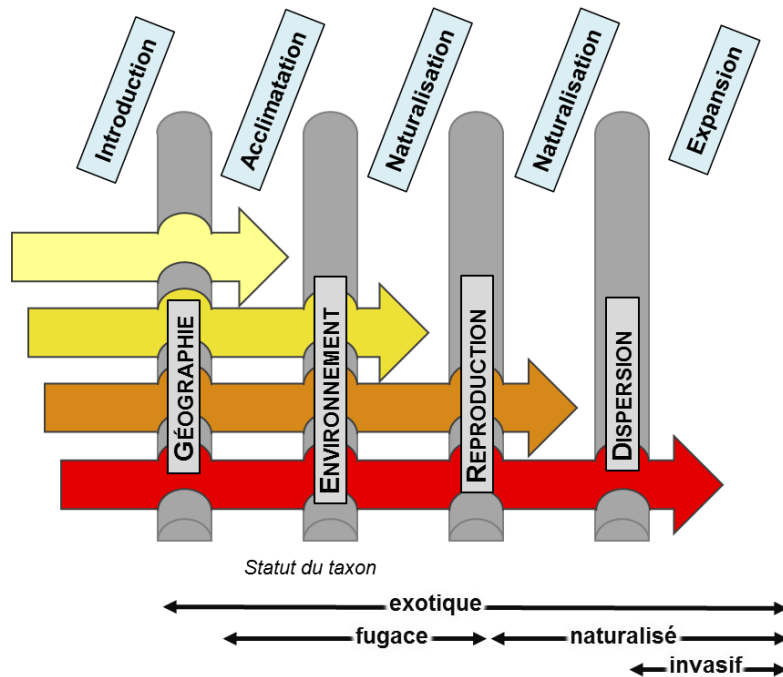 Introduction
Acclimatation
Naturalisation
Naturalisation
Expansion
GÉOGRAPHIE
ENVIRONNEMENT
REPRODUCTION
DISPERSION
Statut du taxon
exotique
fugace
naturalisé
invasif